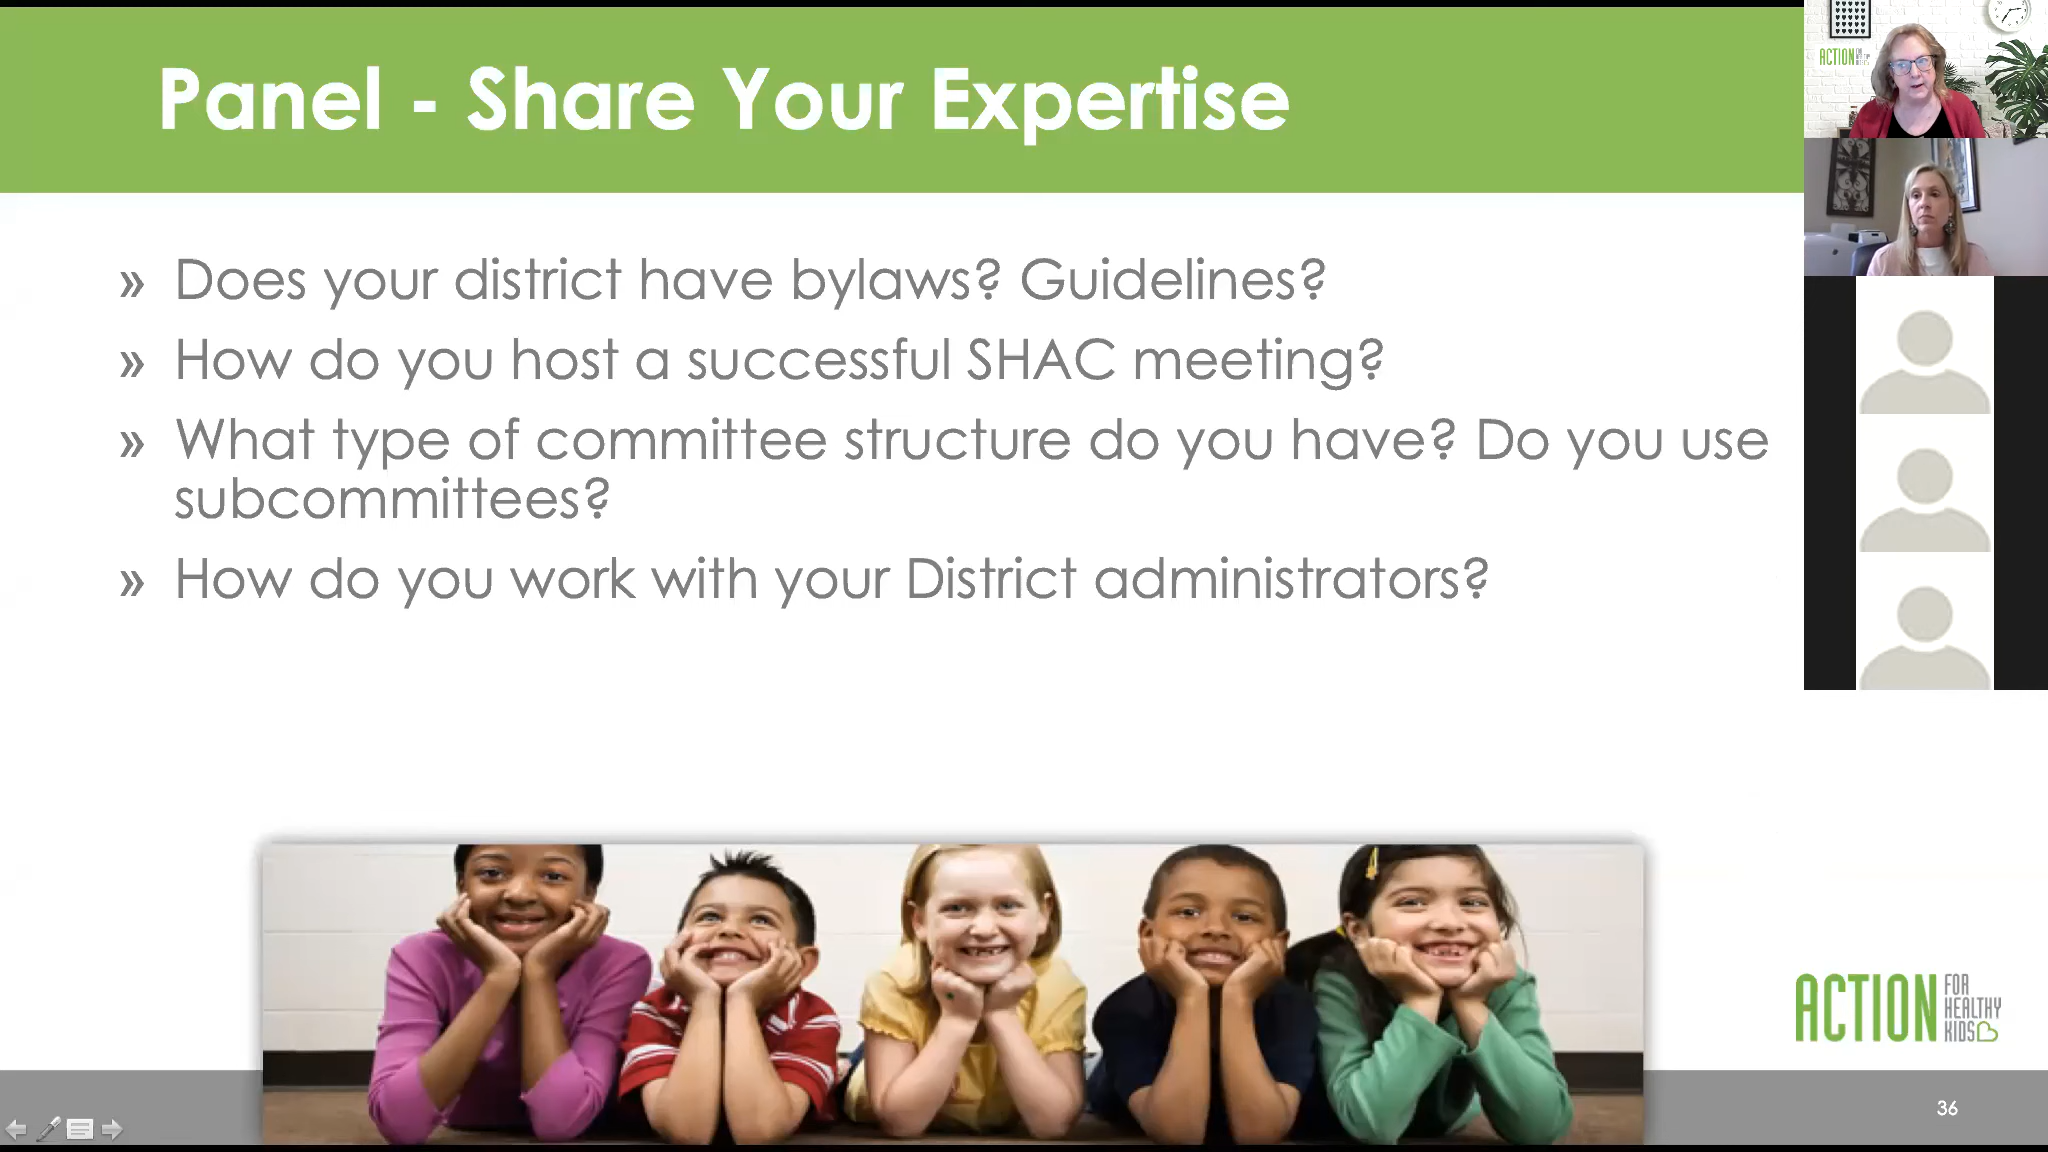 Panel - Share Your Expertise
» Does your district have bylaws? Guidelines?
» How do you host a successful SHAC meeting?
» What type of committee structure do you have? Do you use
subcommittees?
» How do you work with your District administrators?
ACTION FOR
HEALTHY
KIDS
36
ACTION